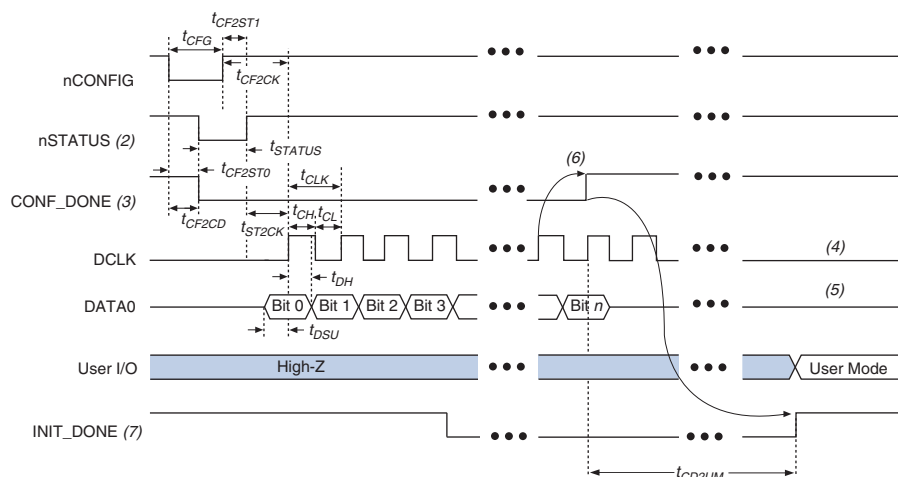 tCF2ST1
tCFG
tCF2CK
nCONFIG
nSTATUS (2)
tSTATUS
tCF2ST0
tCLK
(6)
CONF_DONE (3)
tCF2CD
tST2CK
tCH
tCL
DCLK
(4)
tDH
DATA0
Bit 0
Bit 1
Bit 2
Bit 3
Bit n
(5)
tDSU
User I/O
High-Z
User Mode
INIT_DONE (7)
tCD2UM